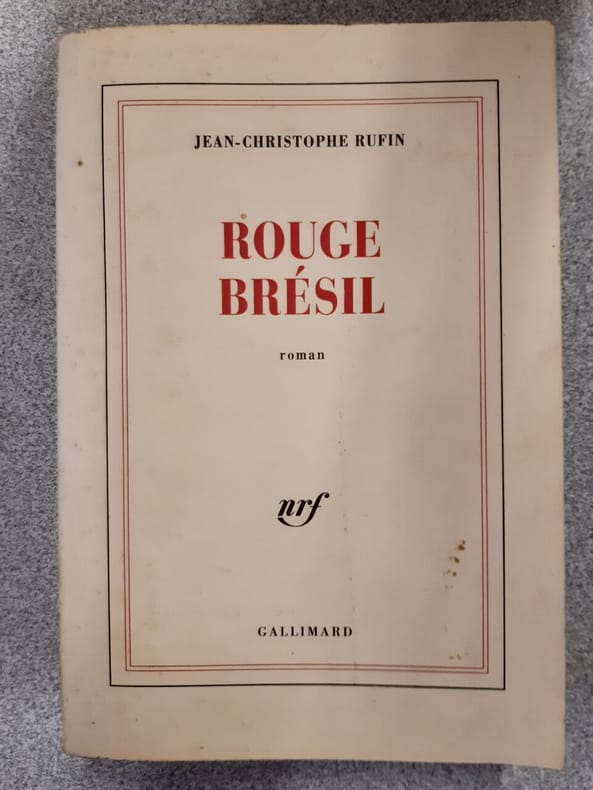 JEAN-CHRISTOPHE RUFIN
ROUGE
BRÉSIL
roman
nrf
GALLIMARD